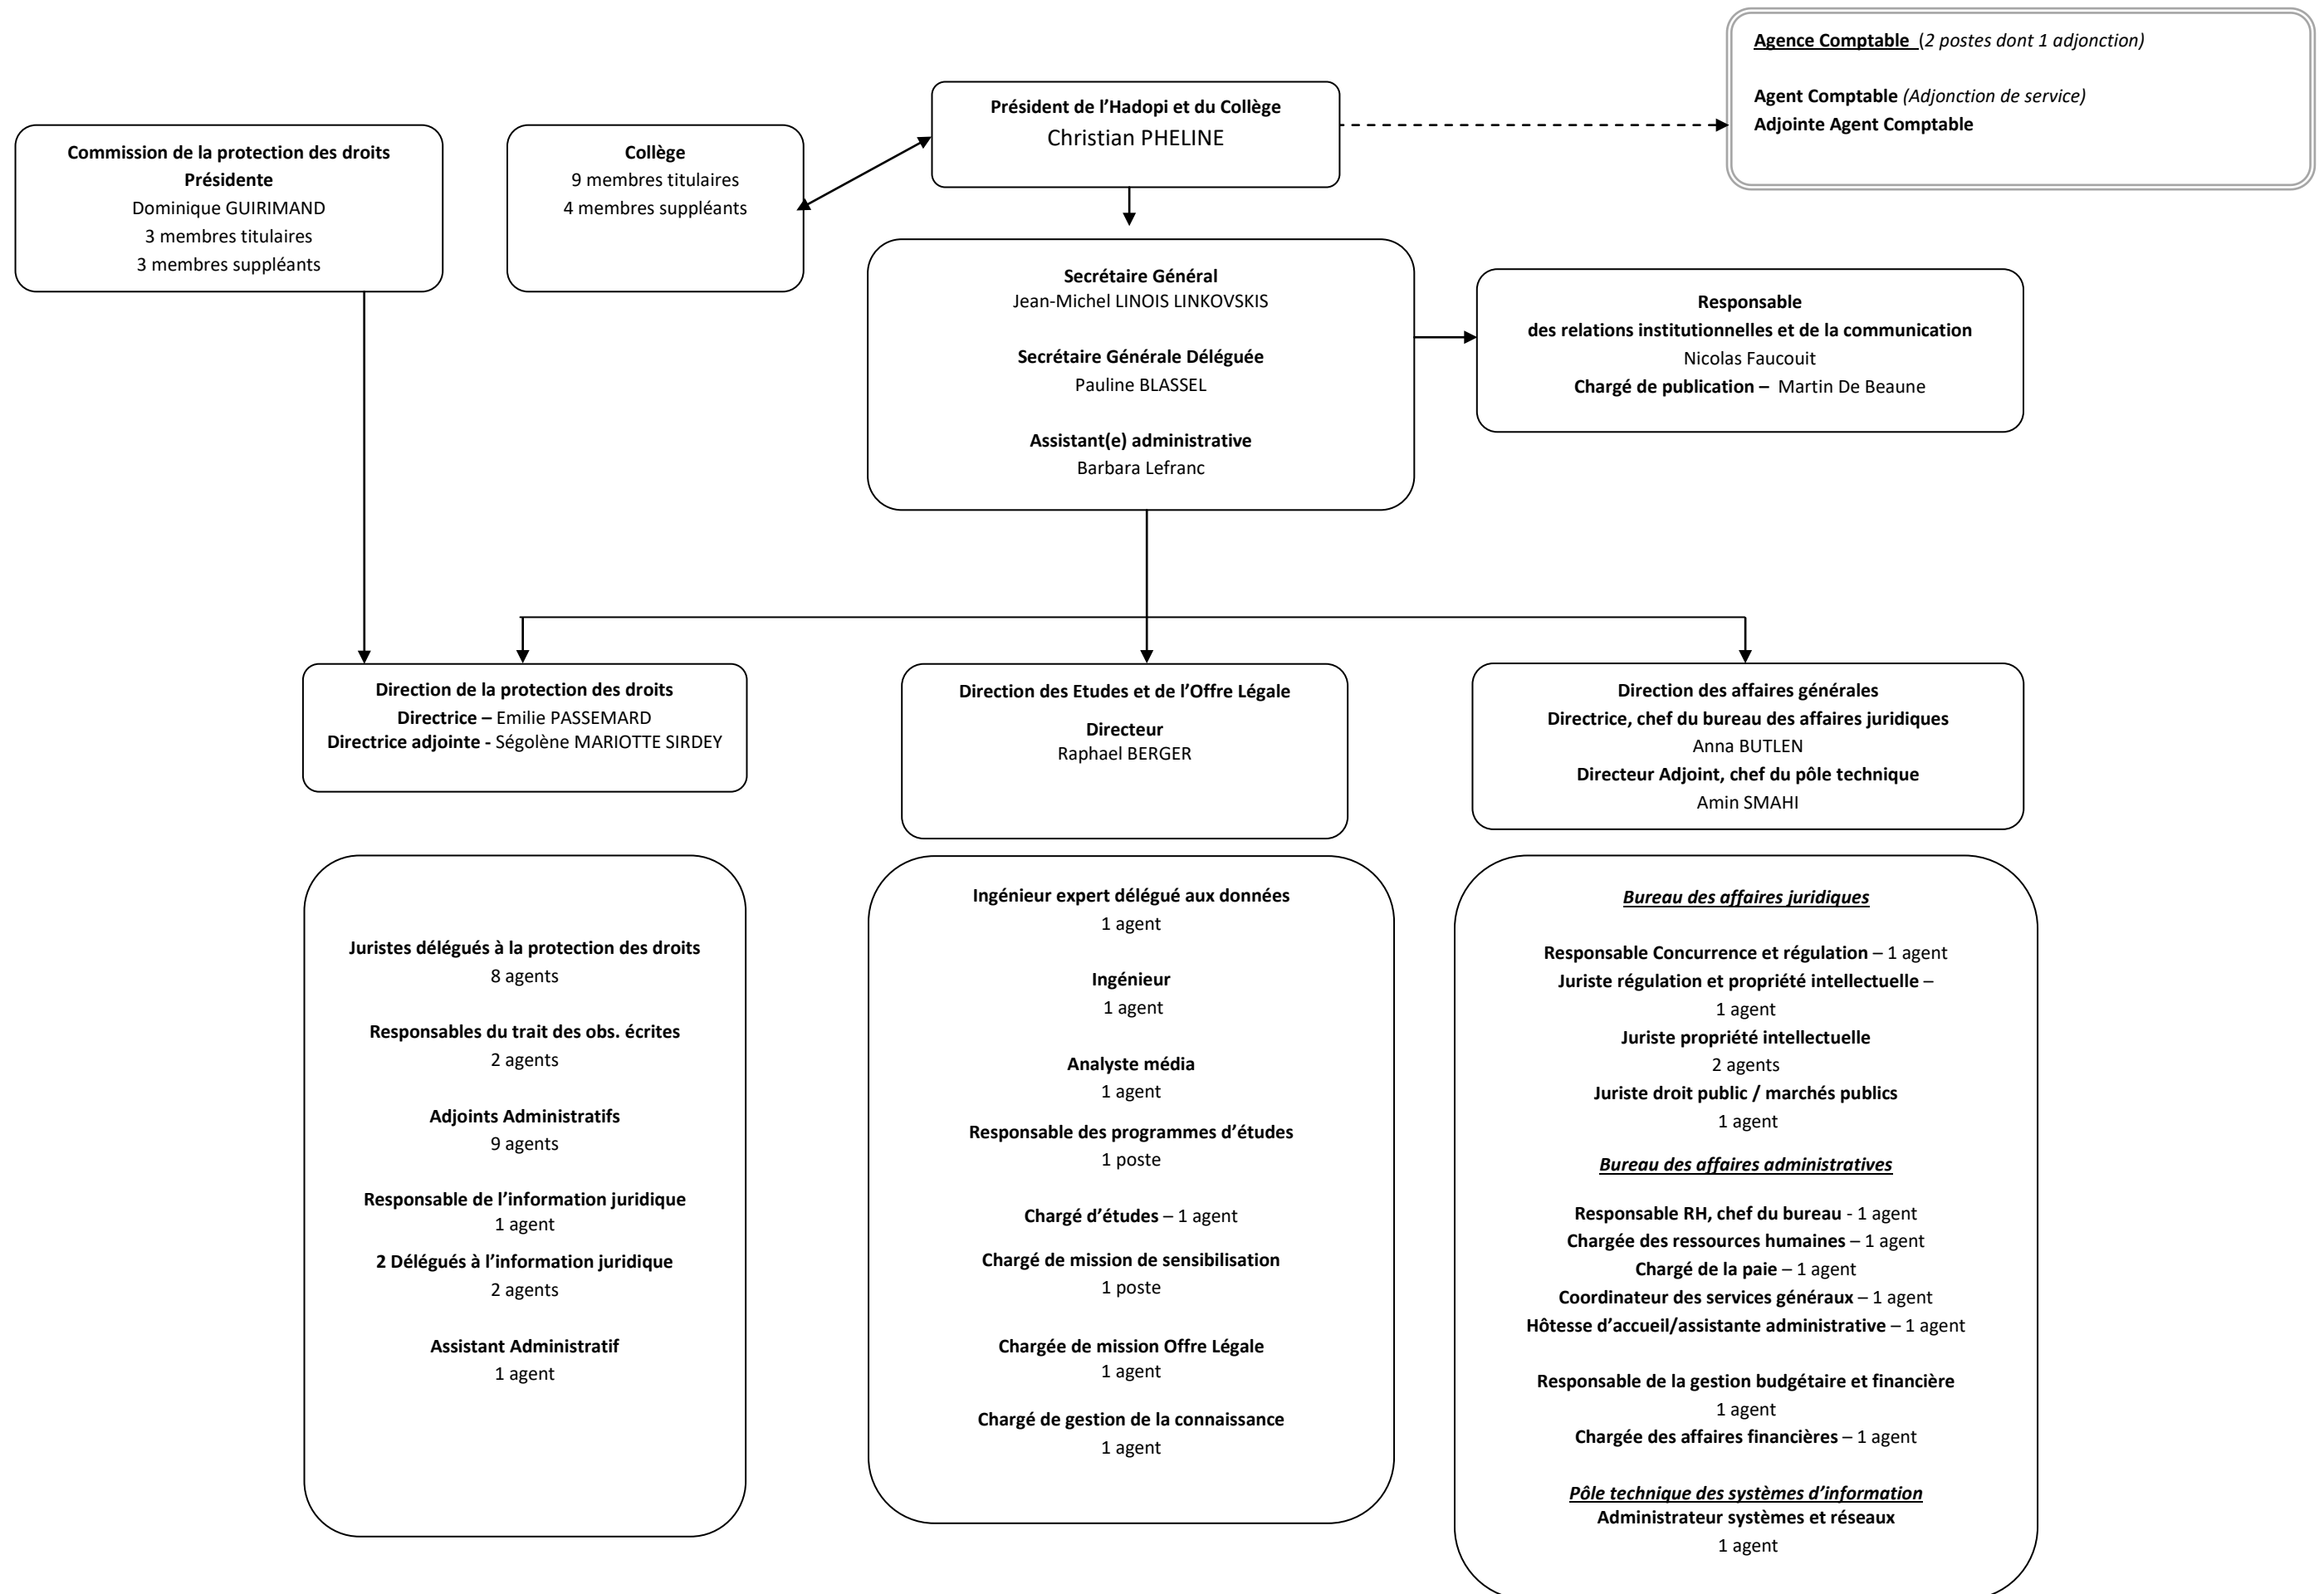 Agence Comptable (2 postes dont 1 adjonction)
Agent Comptable (Adjonction de service)
Adjointe Agent Comptable
Président de l’Hadopi et du Collège
Christian PHELINE
Commission de la protection des droits
Présidente
Dominique GUIRIMAND
3 membres titulaires
3 membres suppléants
Collège
9 membres titulaires
4 membres suppléants
Secrétaire Général
Jean-Michel LINOIS LINKOVSKIS
Secrétaire Générale Déléguée
Pauline BLASSEL
Assistant(e) administrative
Barbara Lefranc
Responsable
des relations institutionnelles et de la communication
Nicolas Faucouit
Chargé de publication – Martin De Beaune
Direction de la protection des droits
Directrice – Emilie PASSEMARD
Directrice adjointe - Ségolène MARIOTTE SIRDEY
Direction des Etudes et de l’Offre Légale
Directeur
Raphael BERGER
Direction des affaires générales
Directrice, chef du bureau des affaires juridiques
Anna BUTLEN
Directeur Adjoint, chef du pôle technique
Amin SMAHI
Juristes délégués à la protection des droits
8 agents
Responsables du trait des obs. écrites
2 agents
Adjoints Administratifs
9 agents
Responsable de l’information juridique
1 agent
2 Délégués à l’information juridique
2 agents
Assistant Administratif
1 agent
Ingénieur expert délégué aux données
1 agent
Ingénieur
1 agent
Analyste média
1 agent
Responsable des programmes d’études
1 poste
Chargé d’études – 1 agent
Chargé de mission de sensibilisation
1 poste
Chargée de mission Offre Légale
1 agent
Chargé de gestion de la connaissance
1 agent
Bureau des affaires juridiques
Responsable Concurrence et régulation – 1 agent
Juriste régulation et propriété intellectuelle –
1 agent
Juriste propriété intellectuelle
2 agents
Juriste droit public / marchés publics
1 agent
Bureau des affaires administratives
Responsable RH, chef du bureau - 1 agent
Chargée des ressources humaines – 1 agent
Chargé de la paie – 1 agent
Coordinateur des services généraux – 1 agent
Hôtesse d’accueil/assistante administrative – 1 agent
Responsable de la gestion budgétaire et financière
1 agent
Chargée des affaires financières – 1 agent
Pôle technique des systèmes d’information
Administrateur systèmes et réseaux
1 agent